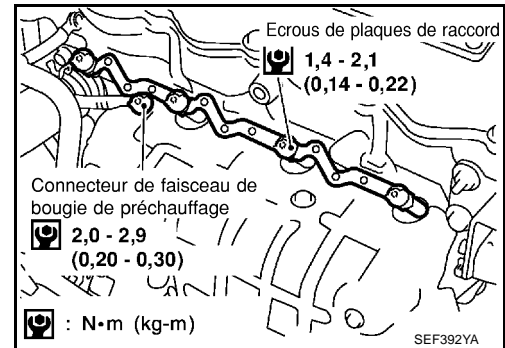 Ecrous de plaques de raccord
1,4 - 2,1
(0,14 - 0,22)
Connecteur de faisceau de
bougie de préchauffage
2,0 - 2,9
(0,20 - 0,30)
: N•m (kg-m)
SEF392YA